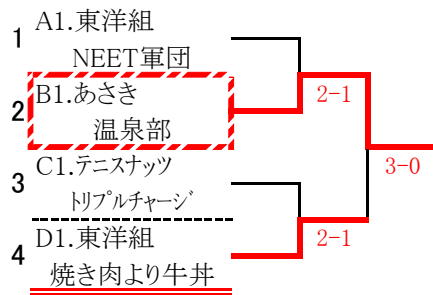 1 A1.東洋組
NEET軍団
2 B1.あさき
温泉部
2-1
3-0
3 C1.テニスナッツ
トリプルチャージ
4 D1.東洋組
焼き肉より牛丼
2-1